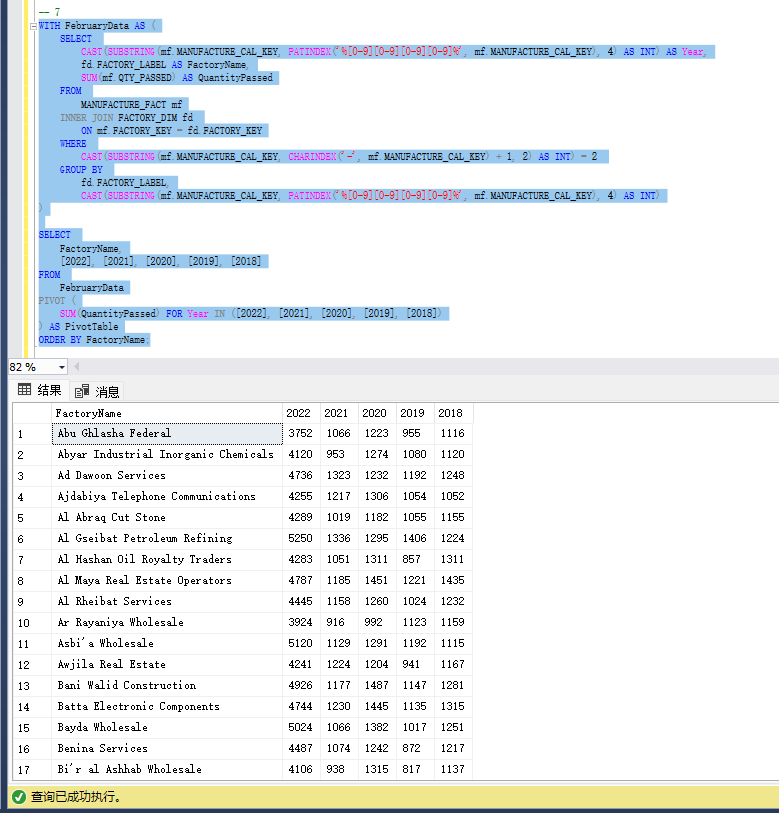 -- 7
WITH FebruaryData AS (
SELECT
CAST(SUBSTRING(mf.MANUFACTURE_CAL_KEY, PATINDEX('%[0-9][0-9][0-9][0-9]%', mf.MANUFACTURE_CAL_KEY), 4) AS INT) AS Year,
fd.FACTORY_LABEL AS FactoryName,
SUM(mf.QTY_PASSED) AS QuantityPassed
FROM
MANUFACTURE_FACT mf
INNER JOIN FACTORY_DIM fd
ON mf.FACTORY_KEY = fd.FACTORY_KEY
WHERE
CAST(SUBSTRING(mf.MANUFACTURE_CAL_KEY, CHARINDEX('-', mf.MANUFACTURE_CAL_KEY) + 1, 2) AS INT) = 2
GROUP BY
fd.FACTORY_LABEL,
CAST(SUBSTRING(mf.MANUFACTURE_CAL_KEY, PATINDEX('%[0-9][0-9][0-9][0-9]%', mf.MANUFACTURE_CAL_KEY), 4) AS INT)
)
SELECT
FactoryName,
[2022], [2021], [2020], [2019], [2018]
FROM
FebruaryData
PIVOT (
SUM(QuantityPassed) FOR Year IN ([2022], [2021], [2020], [2019], [2018])
) AS PivotTable
ORDER BY FactoryName;
82 %
结果 消息
FactoryName 2022 2021 2020 2019 2018
1 Abu Ghlasha Federal 3752 1066 1223 955 1116
2 Abyar Industrial Inorganic Chemicals 4120 953 1274 1080 1120
3 Ad Dawoon Services 4736 1323 1232 1192 1248
4 Ajdabiya Telephone Communications 4255 1217 1306 1054 1052
5 Al Abraq Cut Stone 4289 1019 1182 1055 1155
6 Al Gseibat Petroleum Refining 5250 1336 1295 1406 1224
7 Al Hashan Oil Royalty Traders 4283 1051 1311 857 1311
8 Al Maya Real Estate Operators 4787 1185 1451 1221 1435
9 Al Rheibat Services 4445 1158 1260 1024 1232
10 Ar Rayaniya Wholesale 3924 916 992 1123 1159
11 Asbi'a Wholesale 5120 1129 1291 1192 1115
12 Awjila Real Estate 4241 1224 1204 941 1167
13 Bani Walid Construction 4926 1177 1487 1147 1281
14 Batta Electronic Components 4744 1230 1445 1135 1315
15 Bayda Wholesale 5024 1066 1382 1017 1251
16 Benina Services 4487 1074 1242 872 1217
17 Bi'r al Ashhab Wholesale 4106 938 1315 817 1137
查询已成功执行。